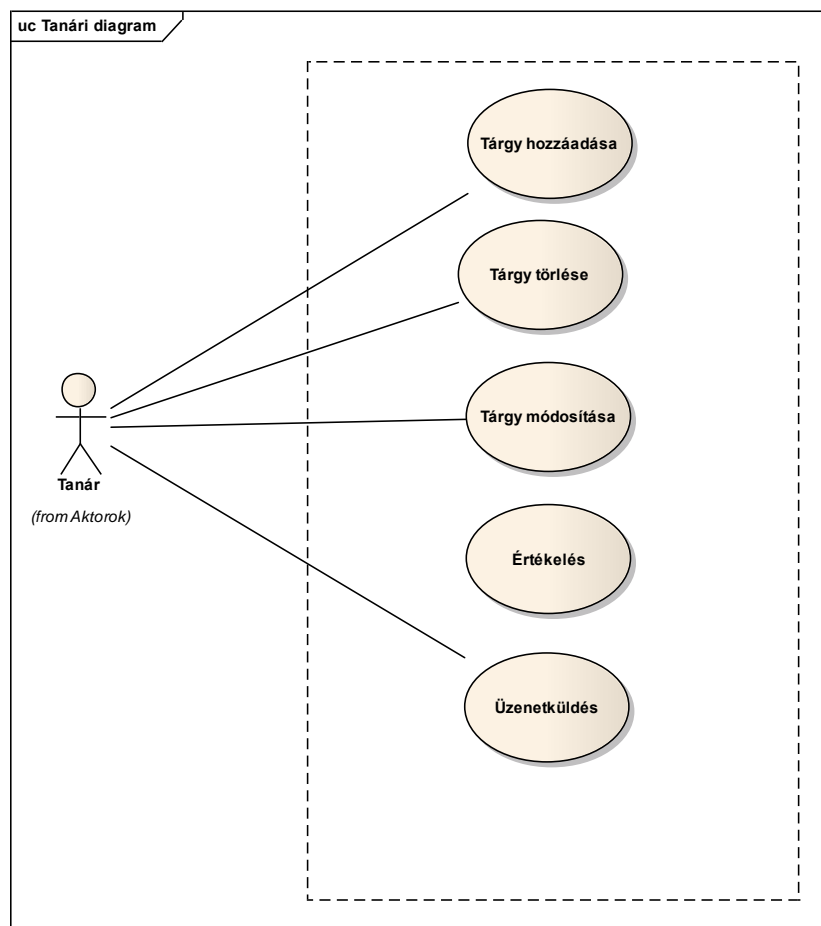 uc Tanári diagram
Tárgy hozzáadása
Tárgy törlése
Tárgy módosítása
Tanár
(from Aktorok)
Értékelés
Üzenetküldés